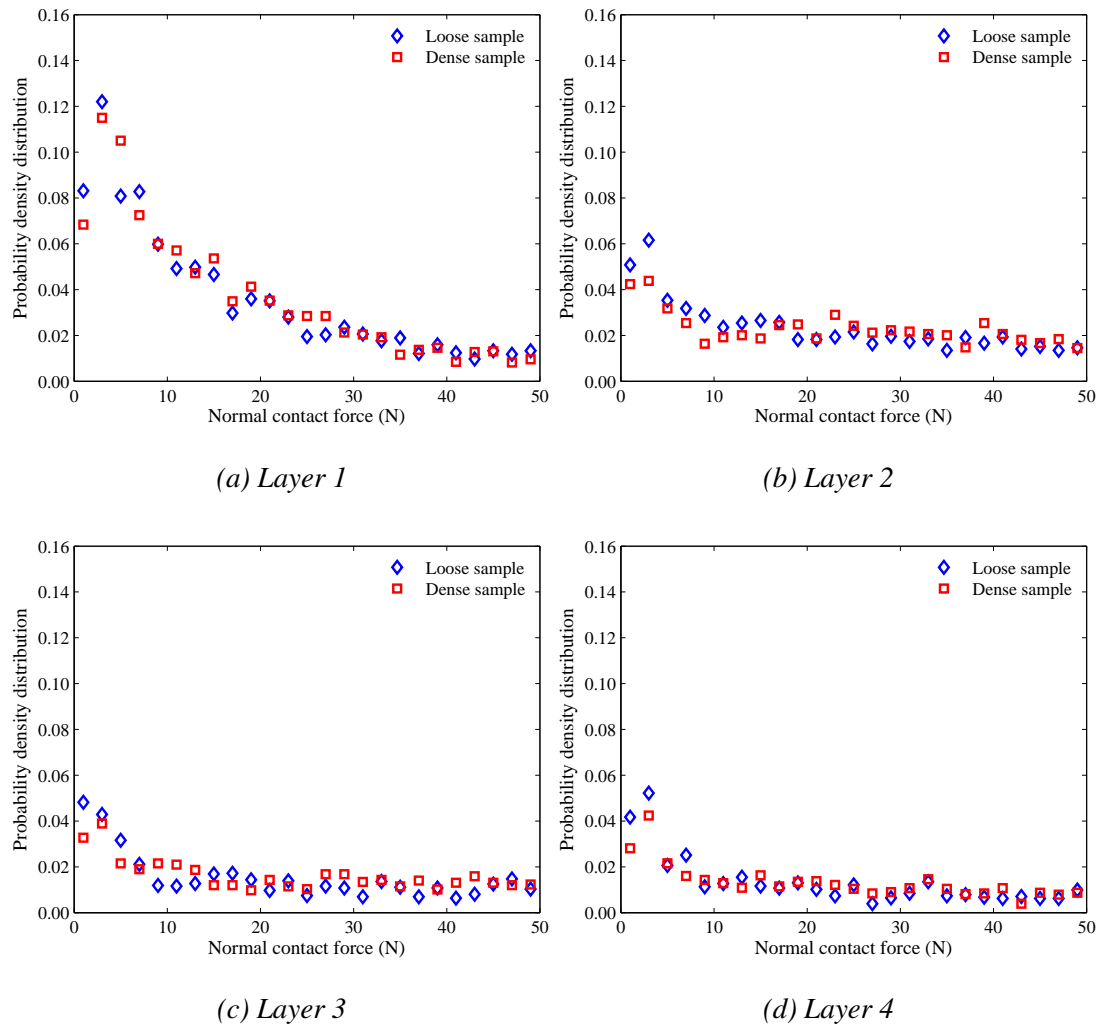 0.16
0.14
0.12
0.10
0.08
0.06
0.04
0.02
0.00
0 10 20 30 40 50
Probability density distribution
Normal contact force (N)
Loose sample
Dense sample
(a) Layer 1
0.16
0.14
0.12
0.10
0.08
0.06
0.04
0.02
0.00
0 10 20 30 40 50
Probability density distribution
Normal contact force (N)
Loose sample
Dense sample
(b) Layer 2
0.16
0.14
0.12
0.10
0.08
0.06
0.04
0.02
0.00
0 10 20 30 40 50
Probability density distribution
Normal contact force (N)
Loose sample
Dense sample
(c) Layer 3
0.16
0.14
0.12
0.10
0.08
0.06
0.04
0.02
0.00
0 10 20 30 40 50
Probability density distribution
Normal contact force (N)
Loose sample
Dense sample
(d) Layer 4